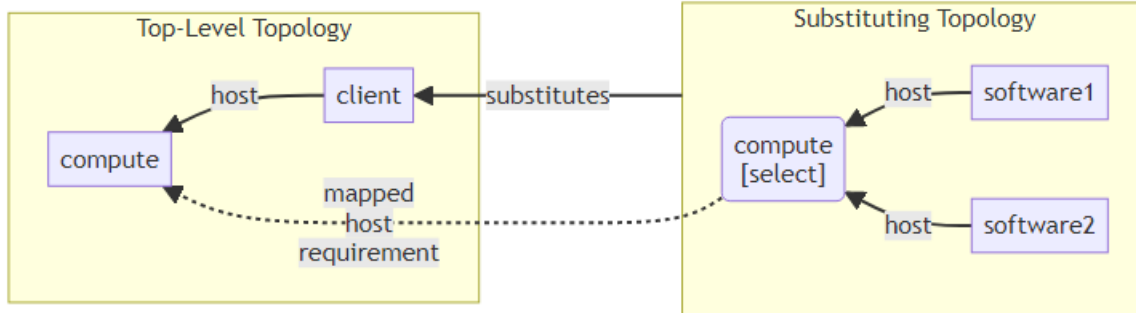 Top-Level Topology
Substituting Topology
host
client
substitutes
host
software1
compute
compute
[select]
mapped
host
requirement
host
software2